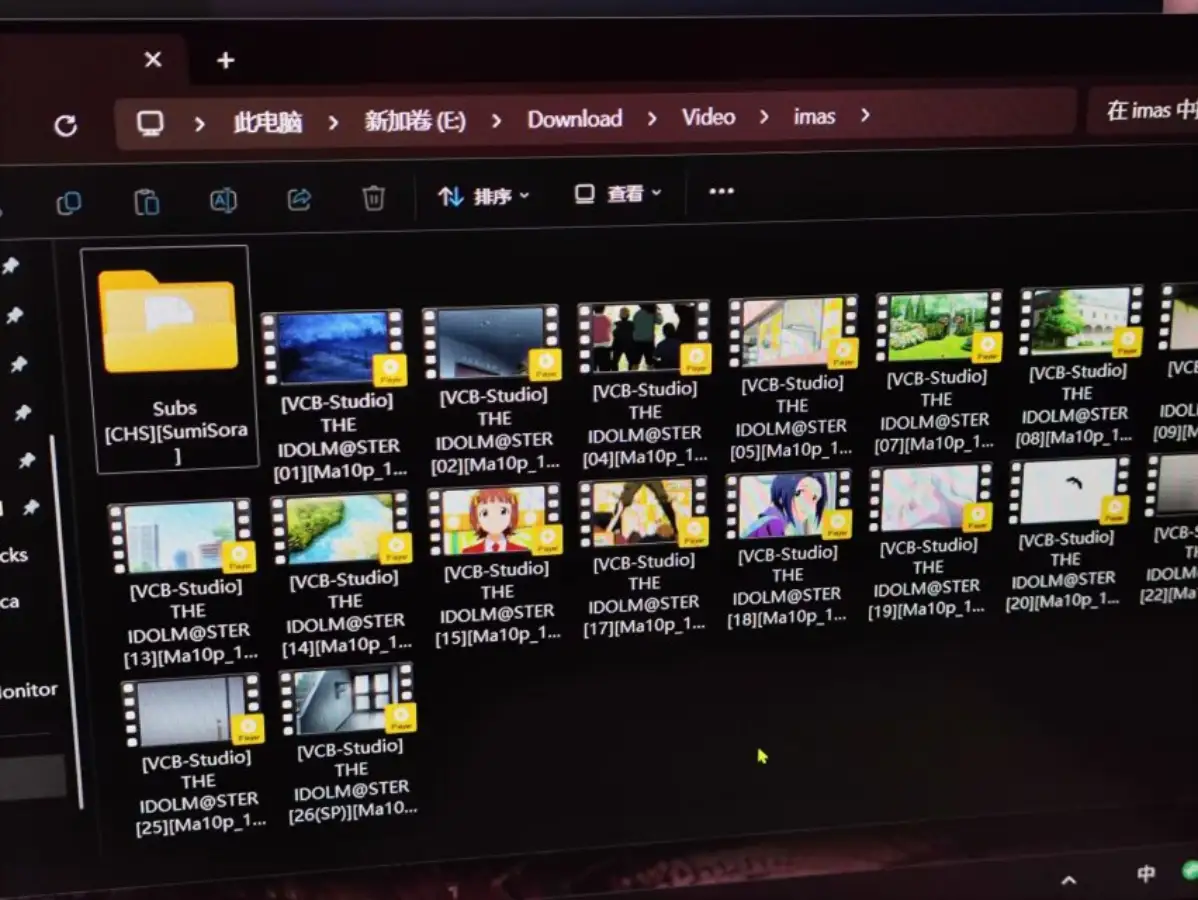 此电脑 > 新加卷 (E:) > Download > Video > imas >
在 imas 中
排序
查看
Subs
[CHS][SumiSora
]
[VCB-Studio]
THE
IDOLM@STER
[01][Ma10p_1...
[VCB-Studio]
THE
IDOLM@STER
[02][Ma10p_1...
[VCB-Studio]
THE
IDOLM@STER
[04][Ma10p_1...
[VCB-Studio]
THE
IDOLM@STER
[05][Ma10p_1...
[VCB-Studio]
THE
IDOLM@STER
[07][Ma10p_1...
[VCB-Studio]
THE
IDOLM@STER
[08][Ma10p_1...
[VC
IDOL
[09][M
cks
ca
onitor
[VCB-Studio]
THE
IDOLM@STER
[13][Ma10p_1...
[VCB-Studio]
THE
IDOLM@STER
[14][Ma10p_1...
[VCB-Studio]
THE
IDOLM@STER
[15][Ma10p_1...
[VCB-Studio]
THE
IDOLM@STER
[17][Ma10p_1...
[VCB-Studio]
THE
IDOLM@STER
[18][Ma10p_1...
[VCB-Studio]
THE
IDOLM@STER
[19][Ma10p_1...
[VCB-Studio]
THE
IDOLM@STER
[20][Ma10p_1...
[VCB-S
TH
IDOLM
[22][Ma
[VCB-Studio]
THE
IDOLM@STER
[25][Ma10p_1...
[VCB-Studio]
THE
IDOLM@STER
[26(SP)][Ma10...
中